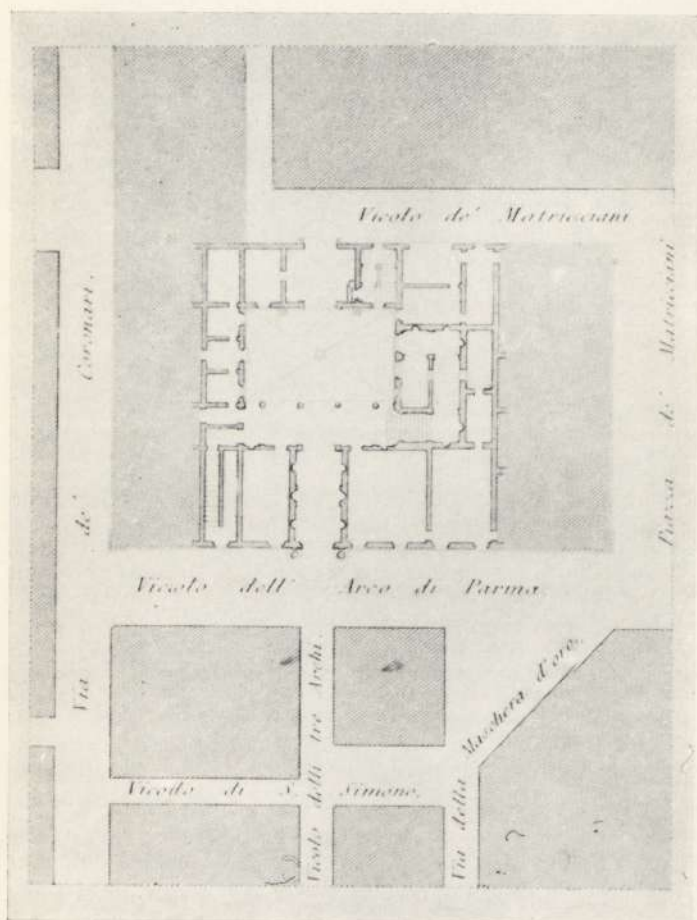 Vicolo de' Matricciani
Piazza de' Matriciani
Via de' Coronari.
Vicolo dell' Arco di Parma.
Vicolo delli tre Archi.
Vicolo di S. Simone.
Via della Maschera d'oro.